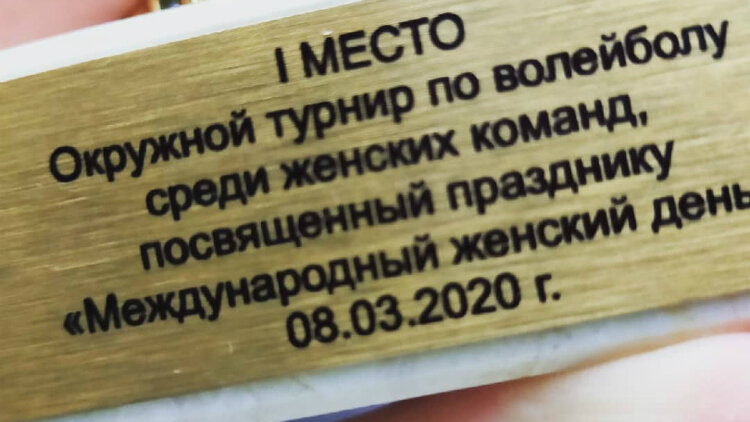 I МЕСТО
Окружной турнир по волейболу
среди женских команд,
посвященный празднику
«Международный женский день
08.03.2020 г.